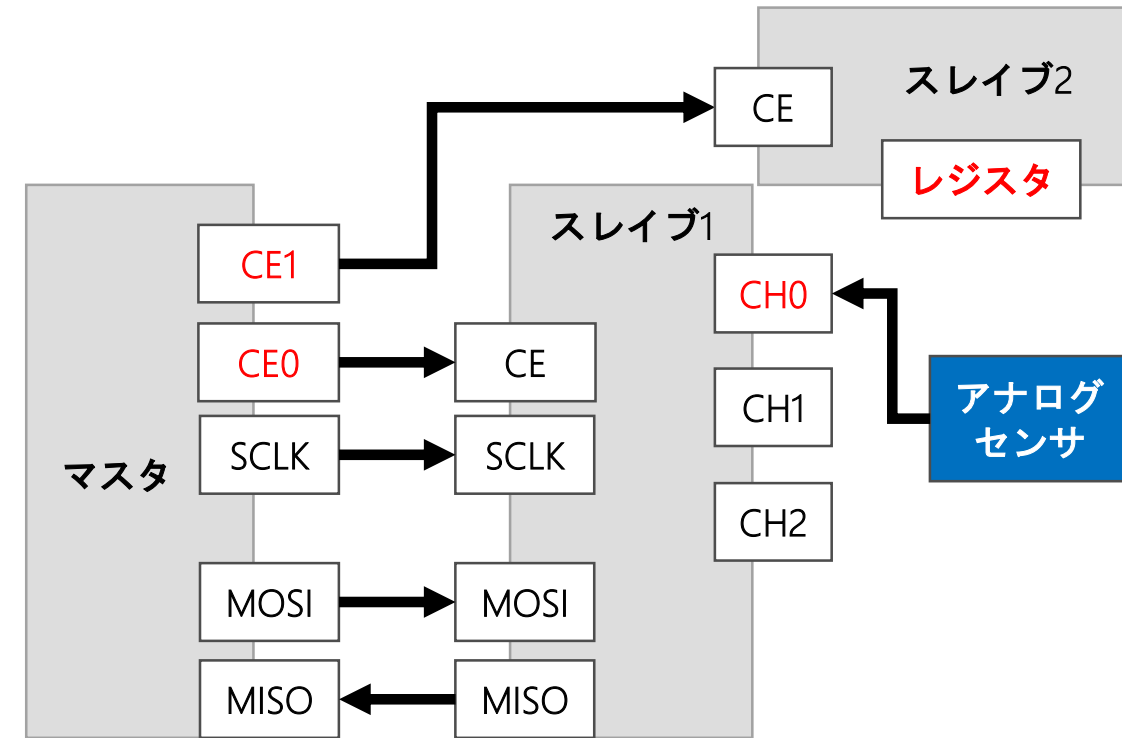 スレイブ2
CE
レジスタ
マスタ
CE1
CE0
SCLK
MOSI
MISO
スレイブ1
CE
SCLK
MOSI
MISO
CH0
CH1
CH2
アナログ
センサ